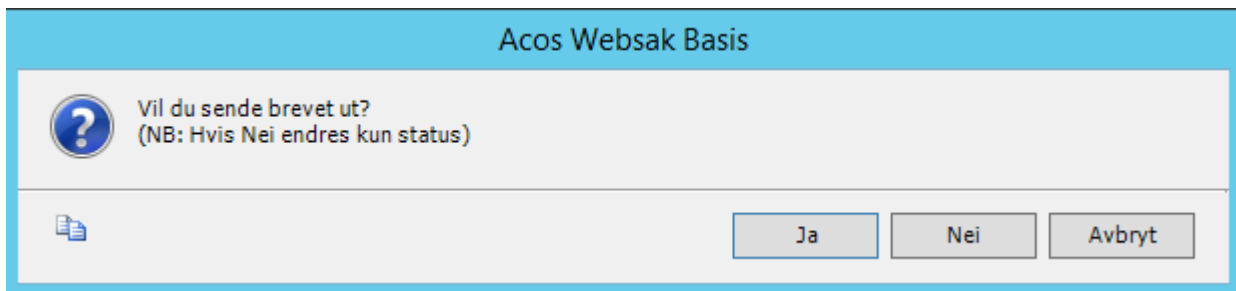 Acos Websak Basis
Vil du sende brevet ut?
(NB: Hvis Nei endres kun status)
Ja
Nei
Avbryt